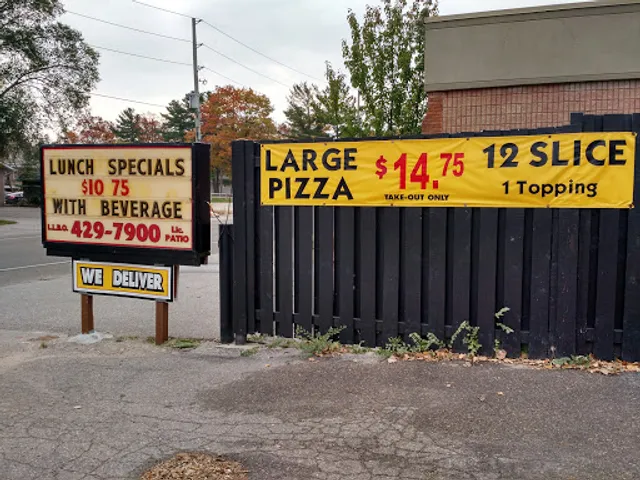 LUNCH SPECIALS
$10 75
WITH BEVERAGE
L.L.B.O. 429-7900 Lic. PATIO
WE DELIVER
LARGE PIZZA $14.75 12 SLICE
TAKE-OUT ONLY 1 Topping